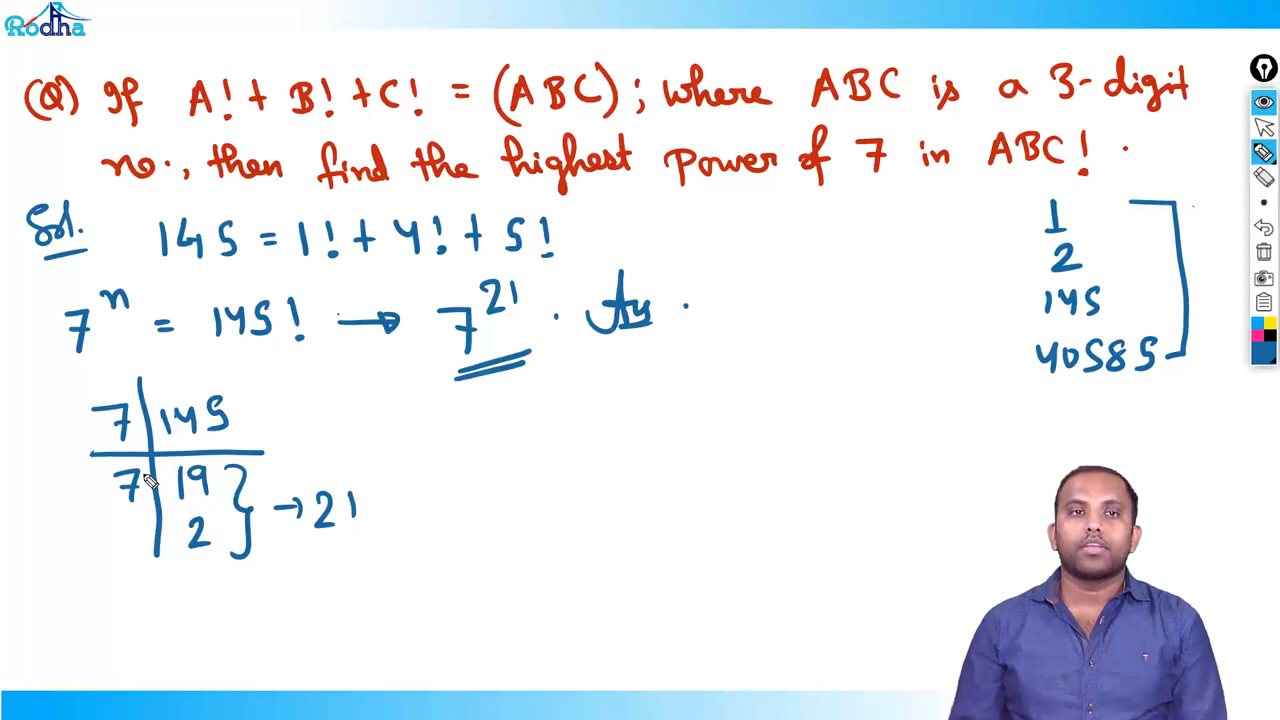 Rodha
(Q) If A! + B! + C! = (ABC); where ABC is a 3-digit
no., then find the highest power of 7 in ABC!.
Sol. 145 = 1! + 4! + 5!
7^n = 145! → 7^21. Ans.
7 | 145
7 | 19
2
→ 21
1
2
145
40585